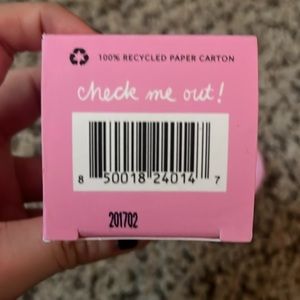 100% RECYCLED PAPER CARTON
check me out!
8 50018 24014 7
201702